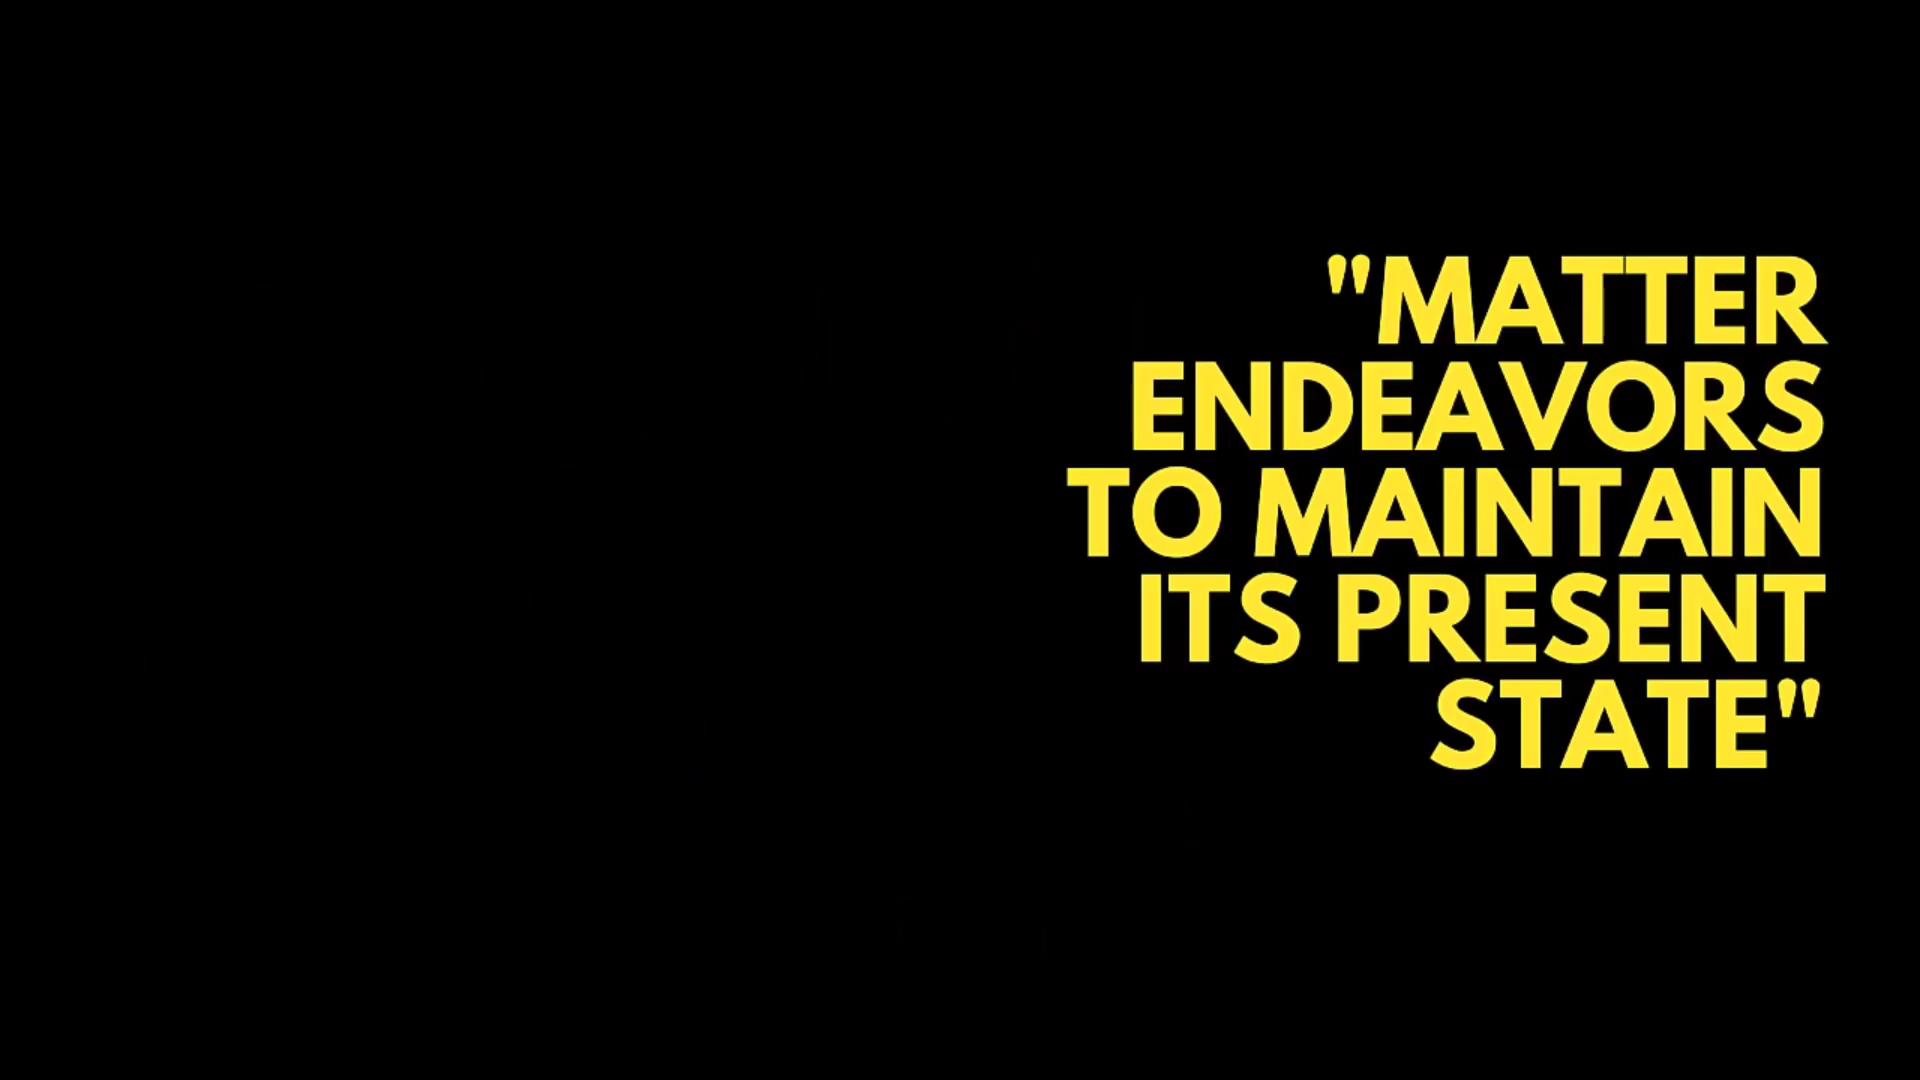 "MATTER
ENDEAVORS
TO MAINTAIN
ITS PRESENT
STATE"